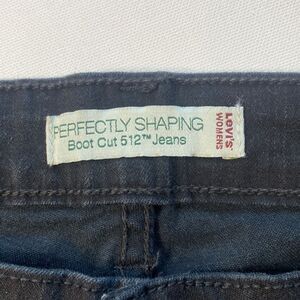 PERFECTLY SHAPING
Boot Cut 512™ Jeans
Levi's
WOMENS